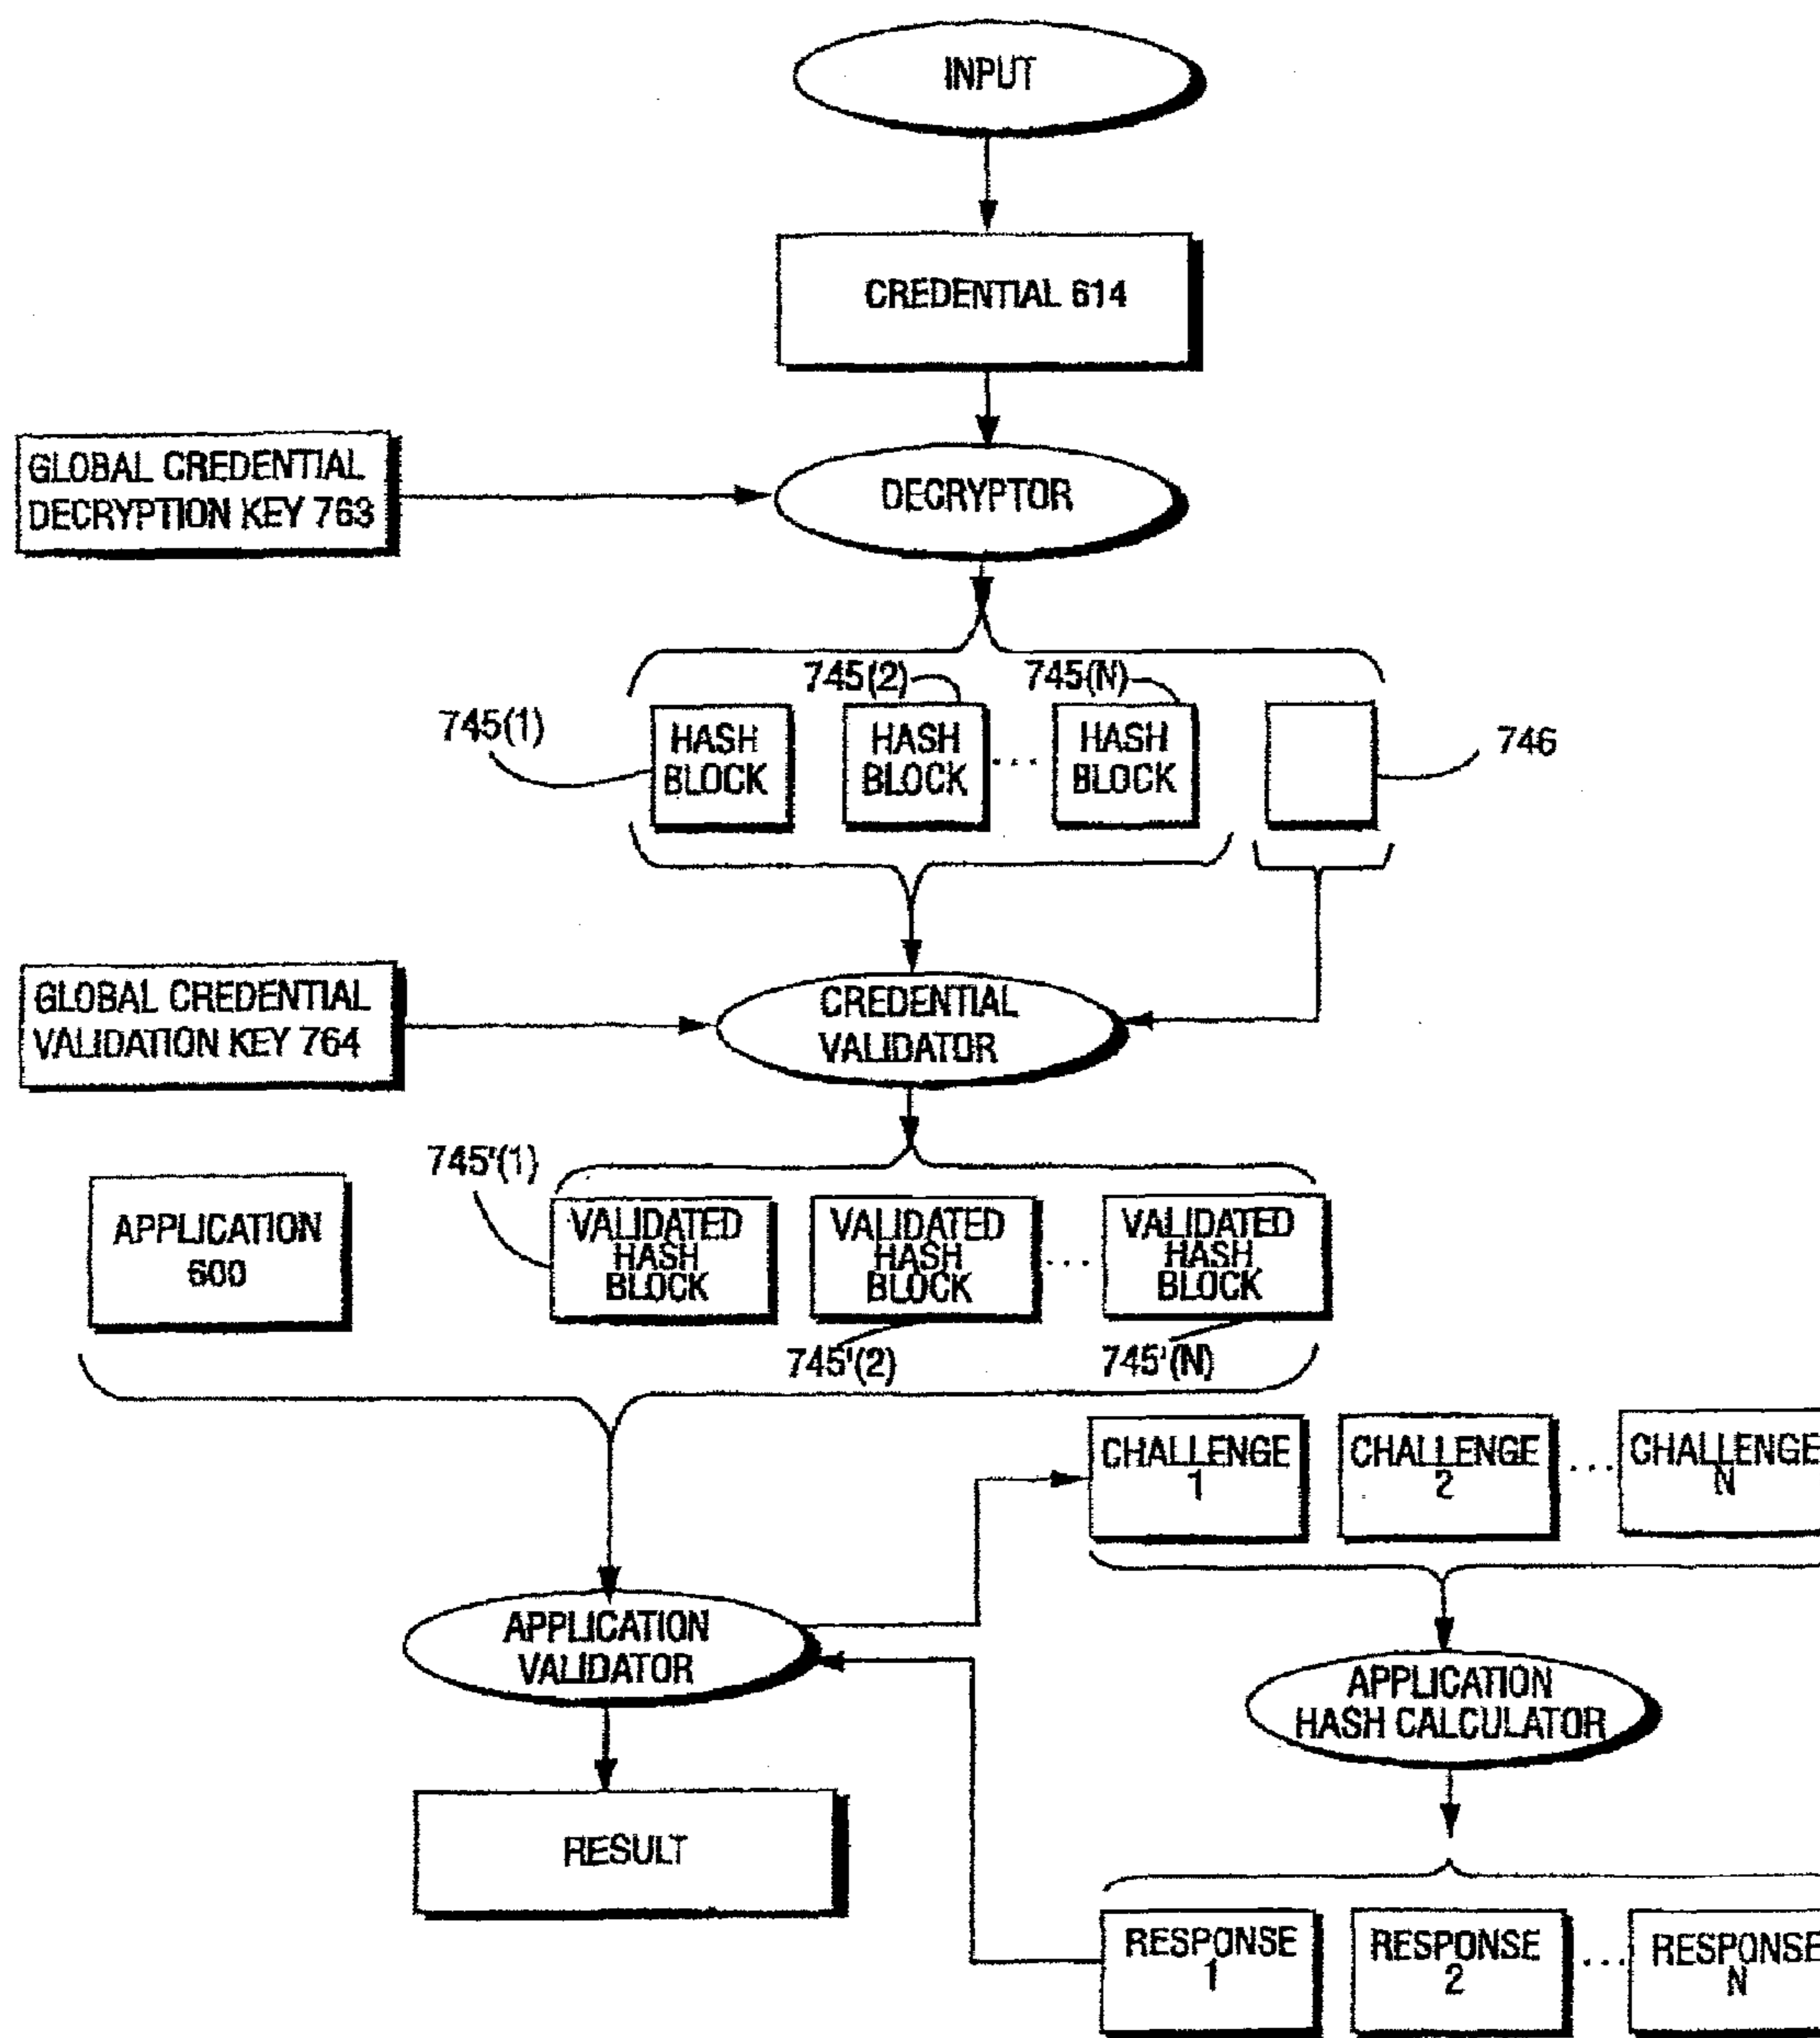 INPUT
CREDENTIAL 614
GLOBAL CREDENTIAL
DECRYPTION KEY 763
DECRYPTOR
745(1)
745(2)
745(N)
HASH
BLOCK
HASH
BLOCK
...
HASH
BLOCK
746
GLOBAL CREDENTIAL
VALIDATION KEY 764
CREDENTIAL
VALIDATOR
745'(1)
APPLICATION
600
VALIDATED
HASH
BLOCK
VALIDATED
HASH
BLOCK
...
VALIDATED
HASH
BLOCK
745'(2)
745'(N)
CHALLENGE
1
CHALLENGE
2
...
CHALLENGE
N
APPLICATION
VALIDATOR
APPLICATION
HASH CALCULATOR
RESULT
RESPONSE
1
RESPONSE
2
...
RESPONSE
N